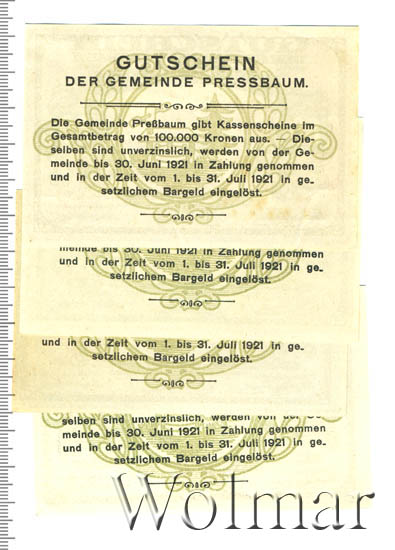 GUTSCHEIN
DER GEMEINDE PRESSBAUM.
Die Gemeinde Preßbaum gibt Kassenscheine im
Gesamtbetrag von 100.000 Kronen aus. — Die-
selben sind unverzinslich, werden von der Ge-
meinde bis 30. Juni 1921 in Zahlung genommen
und in der Zeit vom 1. bis 31. Juli 1921 in ge-
setzlichem Bargeld eingelöst.
meinde bis 30. Juni 1921 in Zahlung genommen
und in der Zeit vom 1. bis 31. Juli 1921 in ge-
setzlichem Bargeld eingelöst.
und in der Zeit vom 1. bis 31. Juli 1921 in ge-
setzlichem Bargeld eingelöst.
selben sind unverzinslich, werden von der Ge-
meinde bis 30. Juni 1921 in Zahlung genommen
und in der Zeit vom 1. bis 31. Juli 1921 in ge-
setzlichem Bargeld eingelöst.
Wolmar